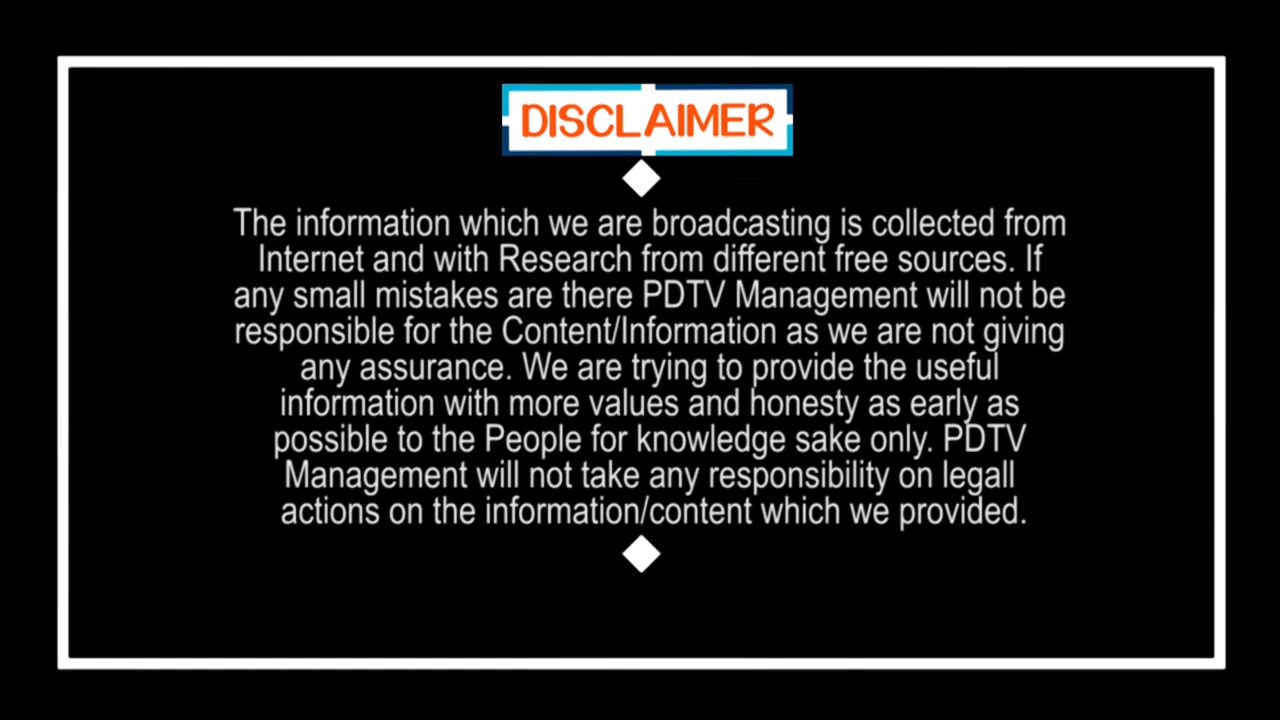 DISCLAIMER
The information which we are broadcasting is collected from
Internet and with Research from different free sources. If
any small mistakes are there PDTV Management will not be
responsible for the Content/Information as we are not giving
any assurance. We are trying to provide the useful
information with more values and honesty as early as
possible to the People for knowledge sake only. PDTV
Management will not take any responsibility on legall
actions on the information/content which we provided.